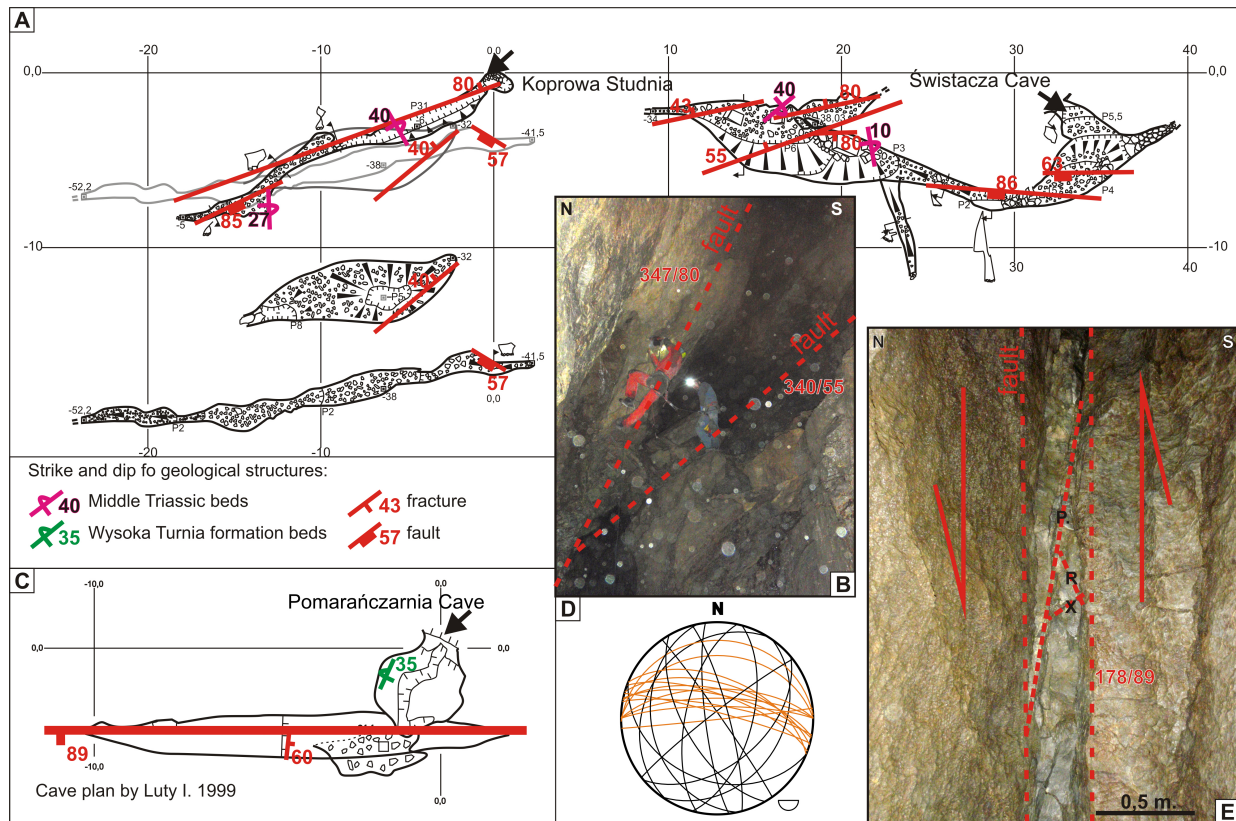 A
-20
-10
0,0
10
20
30
40
0,0
0,0
Koprowa Studnia
Świstacza Cave
80
P31
-6
-32
40
40
57
-41,5
-38
-52,2
-5
85
27
-10
-10
43
-34
40
80
38,03
P6
80
10
P3
55
P5,5
63
P4
86
P2
-32
40
P5
P8
-41,5
57
0,0
-38
P2
-52,2
P2
-20
-10
30
40
Strike and dip fo geological structures:
40 Middle Triassic beds
43 fracture
35 Wysoka Turnia formation beds
57 fault
N
S
fault
347/80
fault
340/55
B
C
-10,0
0,0
Pomarańczarnia Cave
0,0
0,0
35
89
60
-10,0
-10,0
0,0
Cave plan by Luty I. 1999
D
N
N
S
fault
P
R
X
178/89
0,5 m.
E